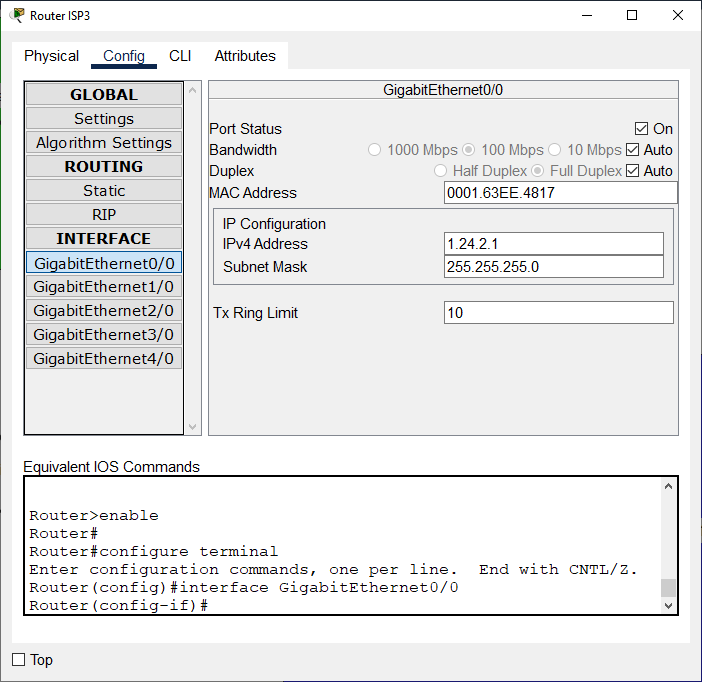 Router ISP3
Physical Config CLI Attributes
GLOBAL
Settings
Algorithm Settings
ROUTING
Static
RIP
INTERFACE
GigabitEthernet0/0
GigabitEthernet1/0
GigabitEthernet2/0
GigabitEthernet3/0
GigabitEthernet4/0
GigabitEthernet0/0
Port Status On
Bandwidth 1000 Mbps 100 Mbps 10 Mbps Auto
Duplex Half Duplex Full Duplex Auto
MAC Address 0001.63EE.4817
IP Configuration
IPv4 Address 1.24.2.1
Subnet Mask 255.255.255.0
Tx Ring Limit 10
Equivalent IOS Commands
Router>enable
Router#
Router#configure terminal
Enter configuration commands, one per line.  End with CNTL/Z.
Router(config)#interface GigabitEthernet0/0
Router(config-if)#
Top